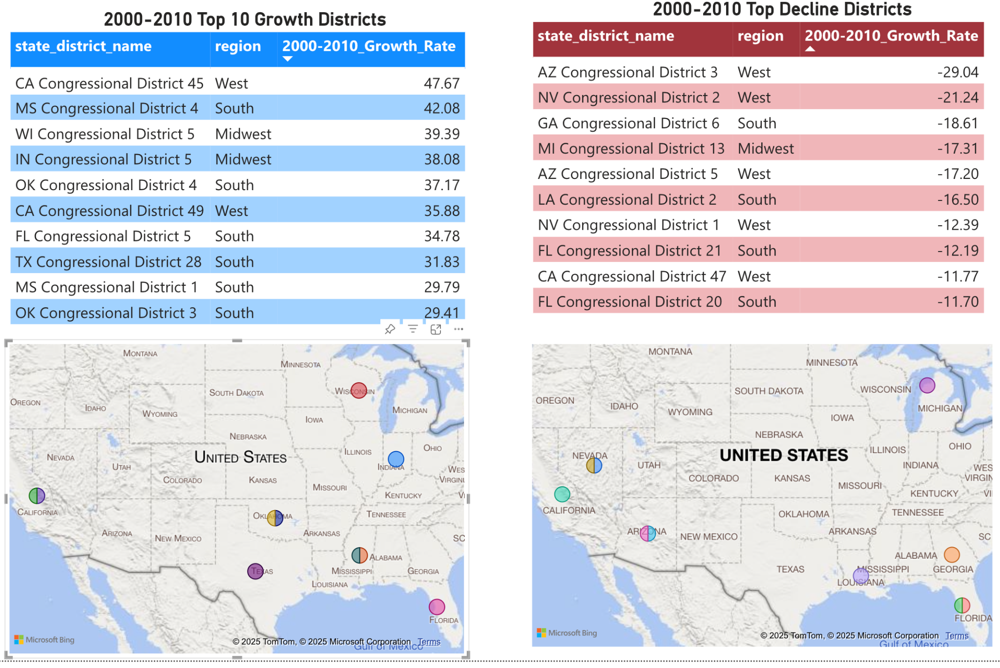 2000-2010 Top 10 Growth Districts
state_district_name region 2000-2010_Growth_Rate
CA Congressional District 45 West 47.67
MS Congressional District 4 South 42.08
WI Congressional District 5 Midwest 39.39
IN Congressional District 5 Midwest 38.08
OK Congressional District 4 South 37.17
CA Congressional District 49 West 35.88
FL Congressional District 5 South 34.78
TX Congressional District 28 South 31.83
MS Congressional District 1 South 29.79
OK Congressional District 3 South 29.41
2000-2010 Top Decline Districts
state_district_name region 2000-2010_Growth_Rate
AZ Congressional District 3 West -29.04
NV Congressional District 2 West -21.24
GA Congressional District 6 South -18.61
MI Congressional District 13 Midwest -17.31
AZ Congressional District 5 West -17.20
LA Congressional District 2 South -16.50
NV Congressional District 1 West -12.39
FL Congressional District 21 South -12.19
CA Congressional District 47 West -11.77
FL Congressional District 20 South -11.70
MONTANA
MINNESOTA
SOUTH DAKOTA
WISCONSIN
OREGON
IDAHO
WYOMING
MICHIGAN
IOWA
NEBRASKA
OHIO
ILLINOIS
NEVADA
UNITED STATES
UTAH
INDIANA
WES
COLORADO
KANSAS
VIRGINI
MISSOURI
KENTUCKY
VI
CALIFORNIA
OKLAHOMA
TENNESSEE
ARIZONA
NEW MEXICO
ARKANSAS
SC
ALABAMA
TEXAS
MISSISSIPPI
GEORGIA
LOUISIANA
FLORIDA
Microsoft Bing
© 2025 TomTom, © 2025 Microsoft Corporation Terms
Gulf of Mexico
MONTANA
MINNESOTA
SOUTH DAKOTA
WISCONSIN
OREGON
IDAHO
WYOMING
MICHIGAN
IOWA
NEBRASKA
OHIO
ILLINOIS
NEVADA
UNITED STATES
UTAH
INDIANA
WES
COLORADO
KANSAS
VIRGIN
MISSOURI
KENTUCKY
VI
CALIFORNIA
OKLAHOMA
TENNESSEE
ARIZONA
NEW MEXICO
ARKANSAS
SC
ALABAMA
TEXAS
MISSISSIPPI
GEORGIA
LOUISIANA
FLORIDA
Microsoft Bing
© 2025 TomTom, © 2025 Microsoft Corporation Terms
Gulf of Mexico